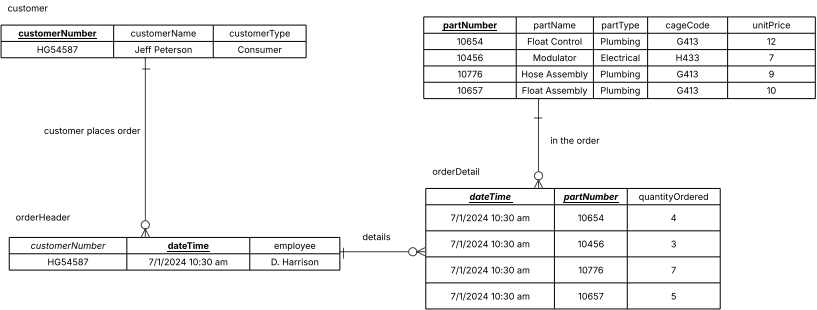 customer
customerNumber customerName customerType
HG54587 Jeff Peterson Consumer
partNumber partName partType cageCode unitPrice
10654 Float Control Plumbing G413 12
10456 Modulator Electrical H433 7
10776 Hose Assembly Plumbing G413 9
10657 Float Assembly Plumbing G413 10
customer places order
in the order
orderHeader
customerNumber dateTime employee
HG54587 7/1/2024 10:30 am D. Harrison
details
orderDetail
dateTime partNumber quantityOrdered
7/1/2024 10:30 am 10654 4
7/1/2024 10:30 am 10456 3
7/1/2024 10:30 am 10776 7
7/1/2024 10:30 am 10657 5